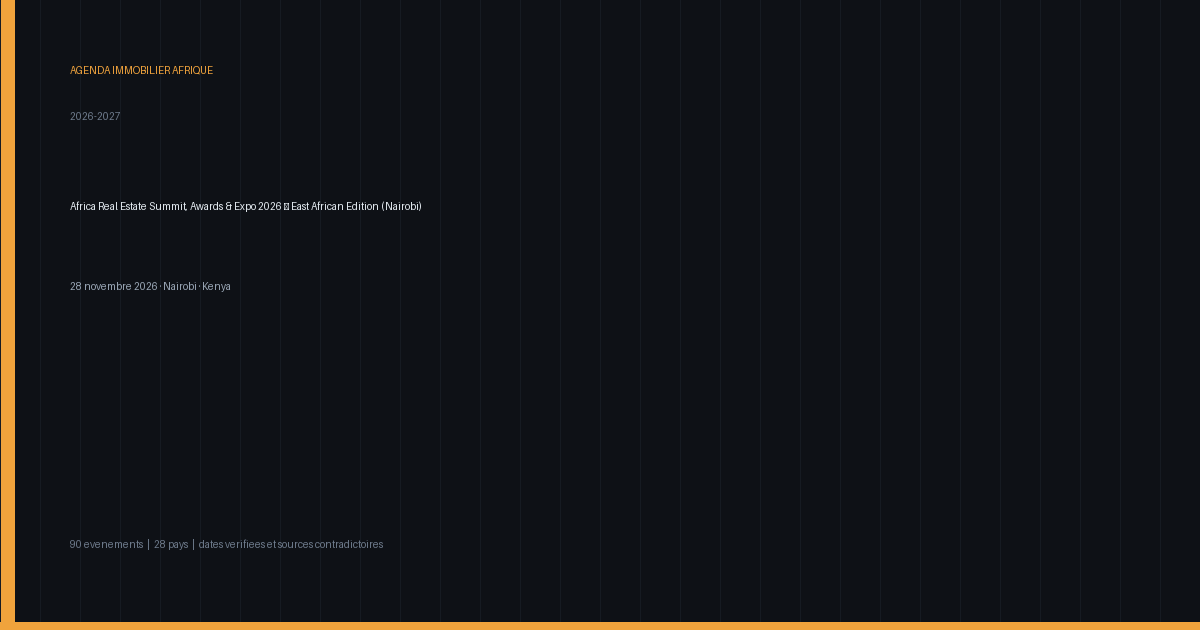 AGENDA IMMOBILIER AFRIQUE
2026-2027
Africa Real Estate Summit, Awards & Expo 2026 ☒ East African Edition (Nairobi)
28 novembre 2026 · Nairobi · Kenya
90 evenements | 28 pays | dates verifiees et sources contradictoires